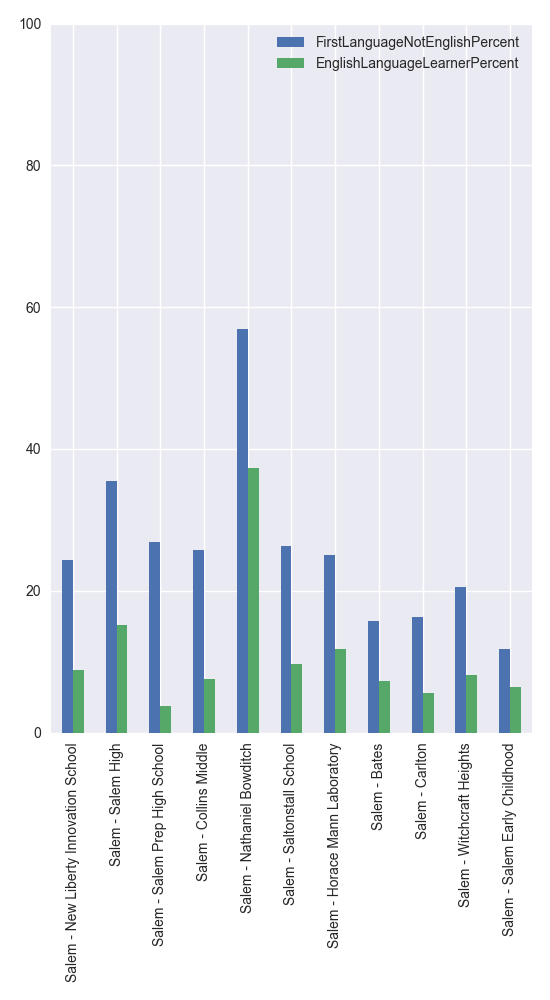 100
80
60
40
20
0
FirstLanguageNotEnglishPercent
EnglishLanguageLearnerPercent
Salem - New Liberty Innovation School
Salem - Salem High
Salem - Salem Prep High School
Salem - Collins Middle
Salem - Nathaniel Bowditch
Salem - Saltonstall School
Salem - Horace Mann Laboratory
Salem - Bates
Salem - Carlton
Salem - Witchcraft Heights
Salem - Salem Early Childhood